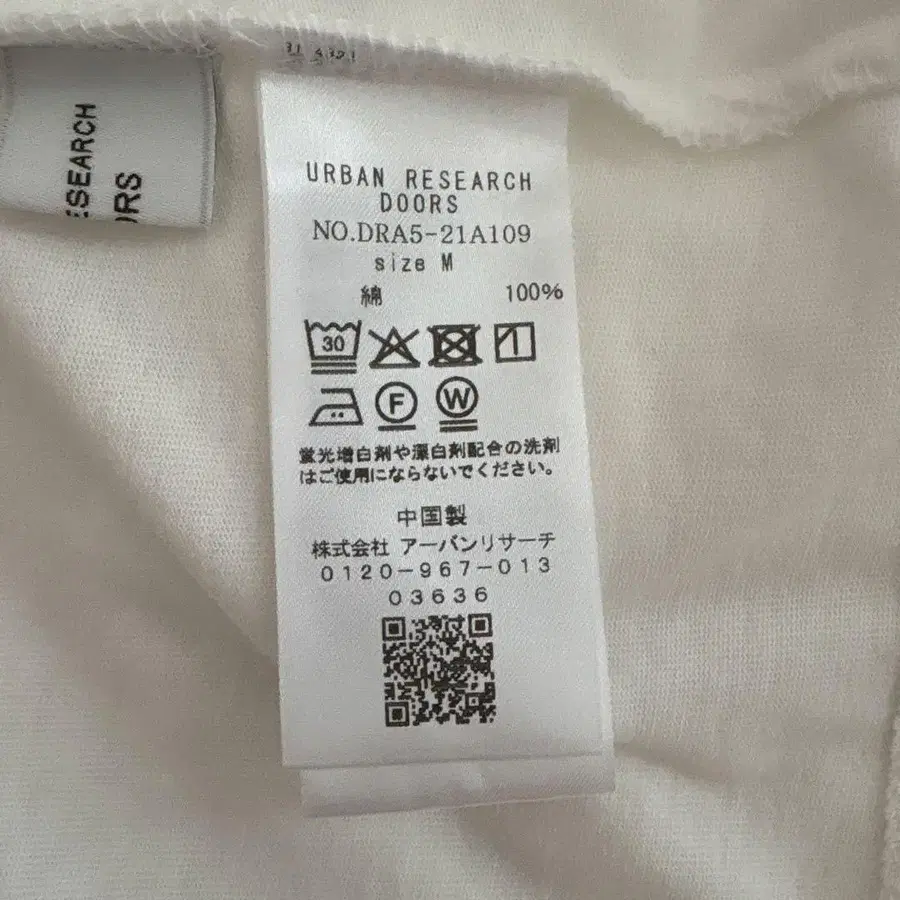 ESEARCH
ORS
URBAN RESEARCH
DOORS
NO.DRA5-21A109
size M
綿 100%
30
F W
蛍光増白剤や漂白剤配合の洗剤
はご使用にならないでください。
中国製
株式会社 アーバンリサーチ
0120-967-013
03636